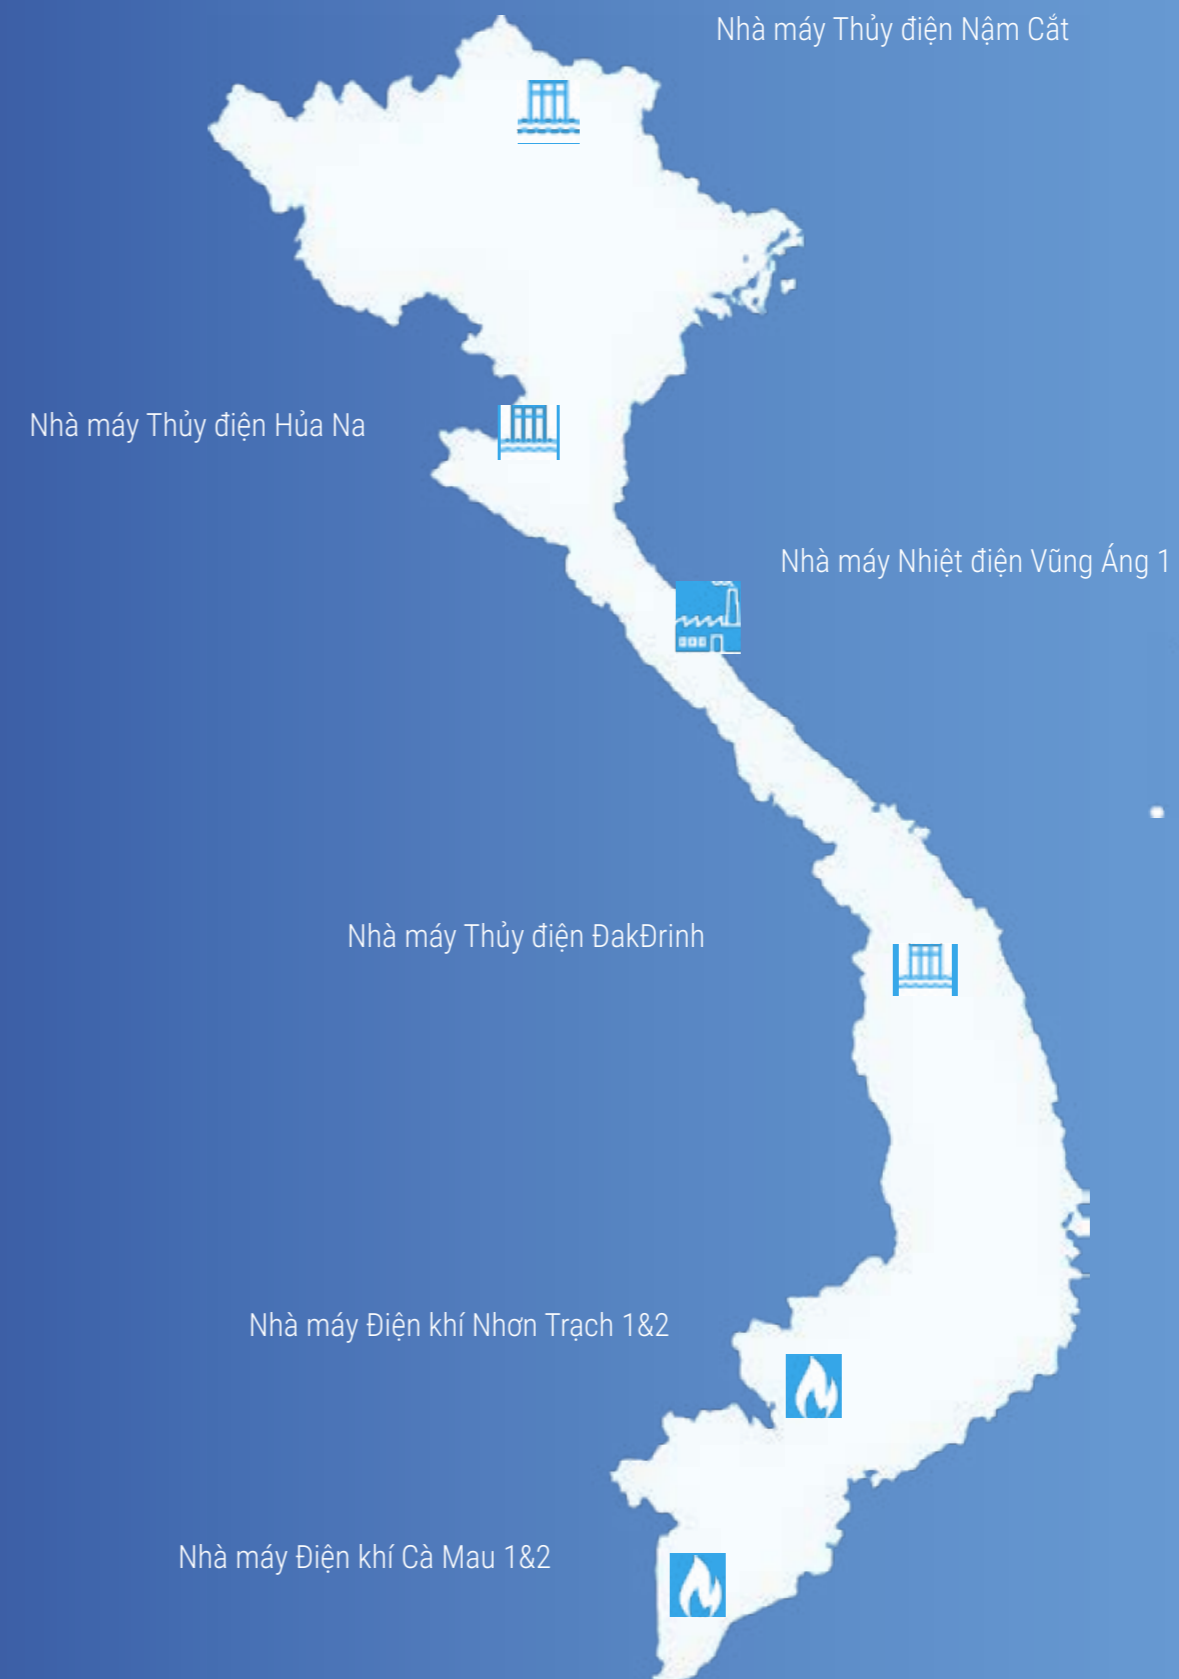 Nhà máy Thủy điện Nậm Cắt
Nhà máy Thủy điện Hủa Na
Nhà máy Nhiệt điện Vũng Áng 1
Nhà máy Thủy điện ĐakĐrinh
Nhà máy Điện khí Nhơn Trạch 1&2
Nhà máy Điện khí Cà Mau 1&2